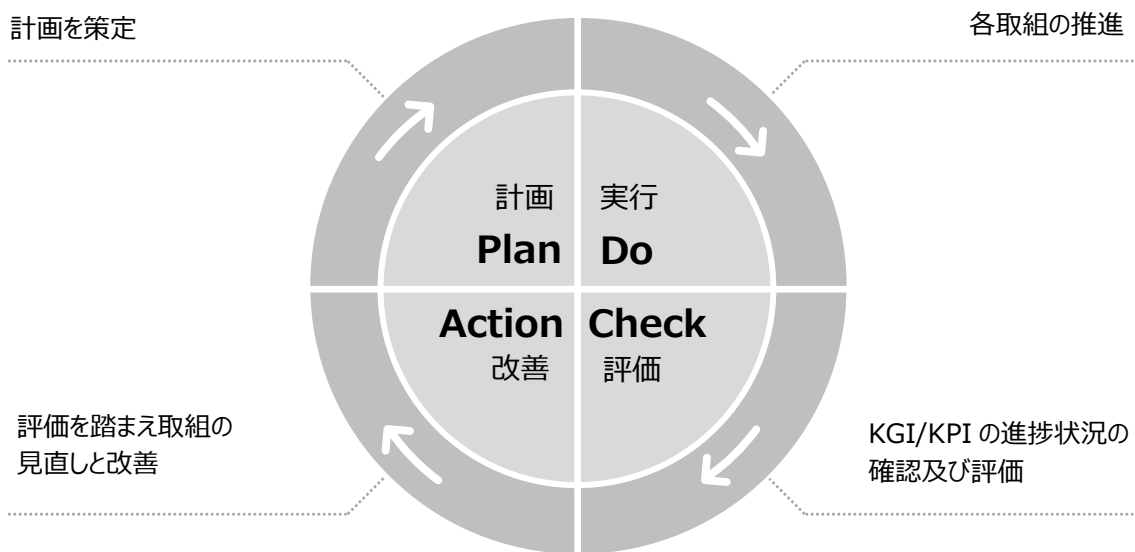 計画を策定
各取組の推進
計画
Plan
実行
Do
Action
改善
Check
評価
評価を踏まえ取組の
見直しと改善
KGI/KPI の進捗状況の
確認及び評価